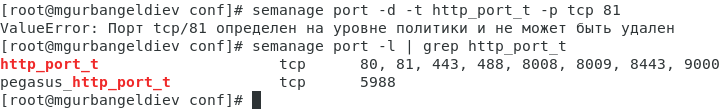 [root@mgurbangeldiev conf]# semanage port -d -t http_port_t -p tcp 81
ValueError: Порт tcp/81 определен на уровне политики и не может быть удален
[root@mgurbangeldiev conf]# semanage port -l | grep http_port_t
http_port_t                    tcp      80, 81, 443, 488, 8008, 8009, 8443, 9000
pegasus_http_port_t            tcp      5988
[root@mgurbangeldiev conf]#